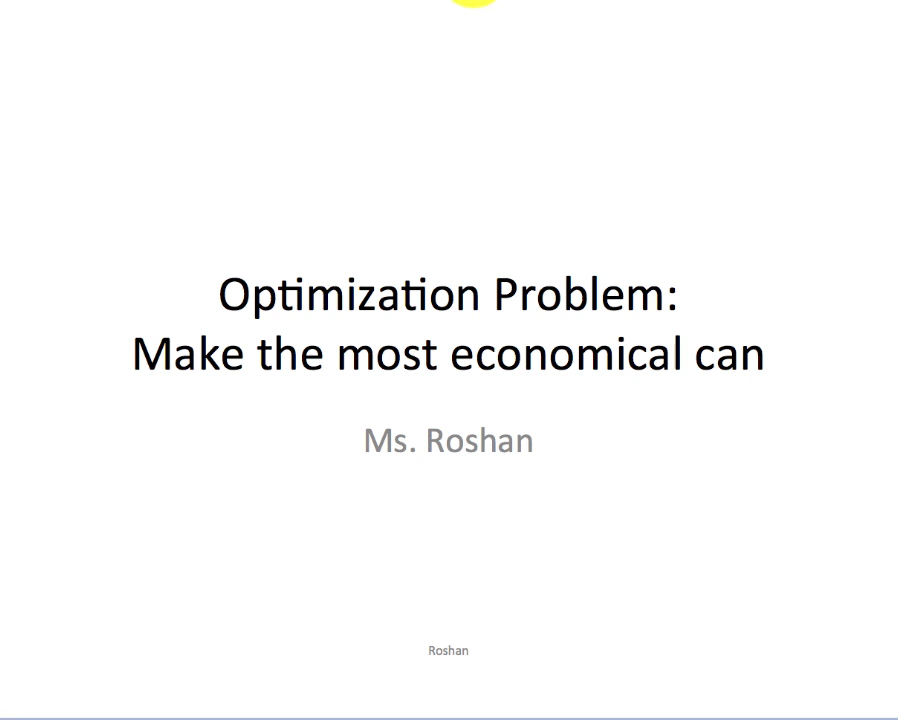 Optimization Problem:
Make the most economical can
Ms. Roshan
Roshan